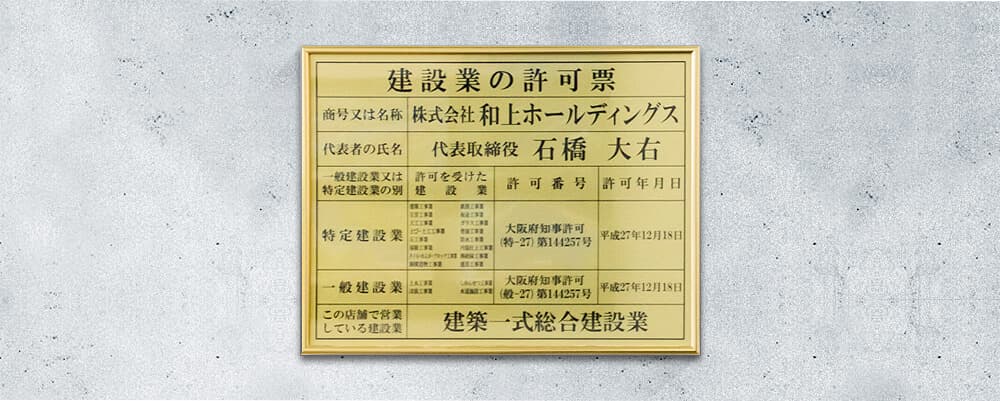 建設業の許可票
商号又は名称 株式会社 和上ホールディングス
代表者の氏名 代表取締役 石橋 大右
一般建設業又は 許可を受けた 許可番号 許可年月日
特定建設業の別 建設業
特定建設業 大阪府知事許可 平成27年12月18日
(特-27) 第144257号
一般建設業 大阪府知事許可 平成27年12月18日
(般-27) 第144257号
この店舗で営業 建築一式総合建設業
している建設業